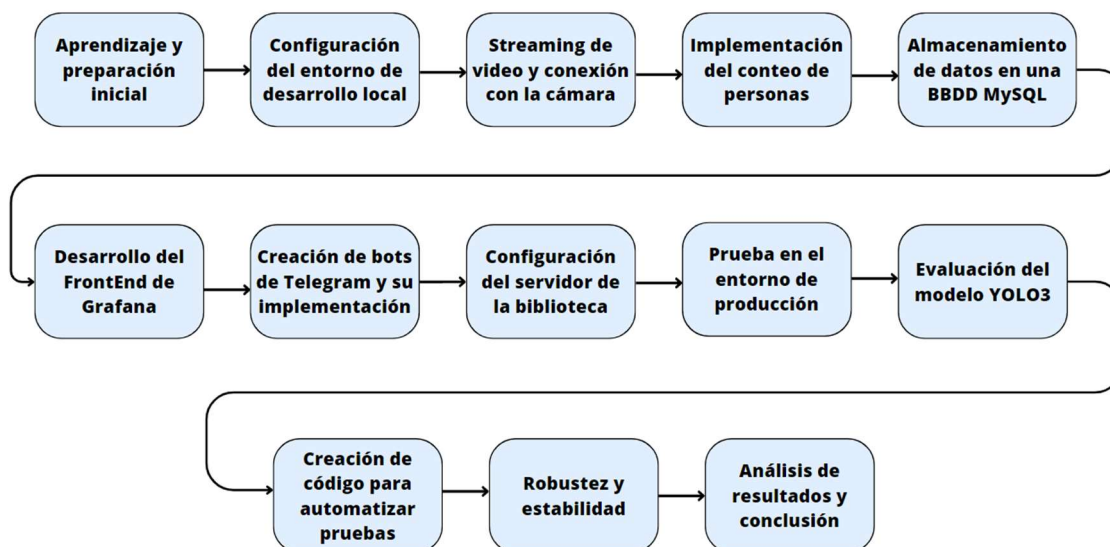 Aprendizaje y
preparación
inicial
Configuración
del entorno de
desarrollo local
Streaming de
video y conexión
con la cámara
Implementación
del conteo de
personas
Almacenamiento
de datos en una
BBDD MySQL
Desarrollo del
FrontEnd de
Grafana
Creación de bots
de Telegram y su
implementación
Configuración
del servidor de
la biblioteca
Prueba en el
entorno de
producción
Evaluación del
modelo YOLO3
Creación de
código para
automatizar
pruebas
Robustez y
estabilidad
Análisis de
resultados y
conclusión